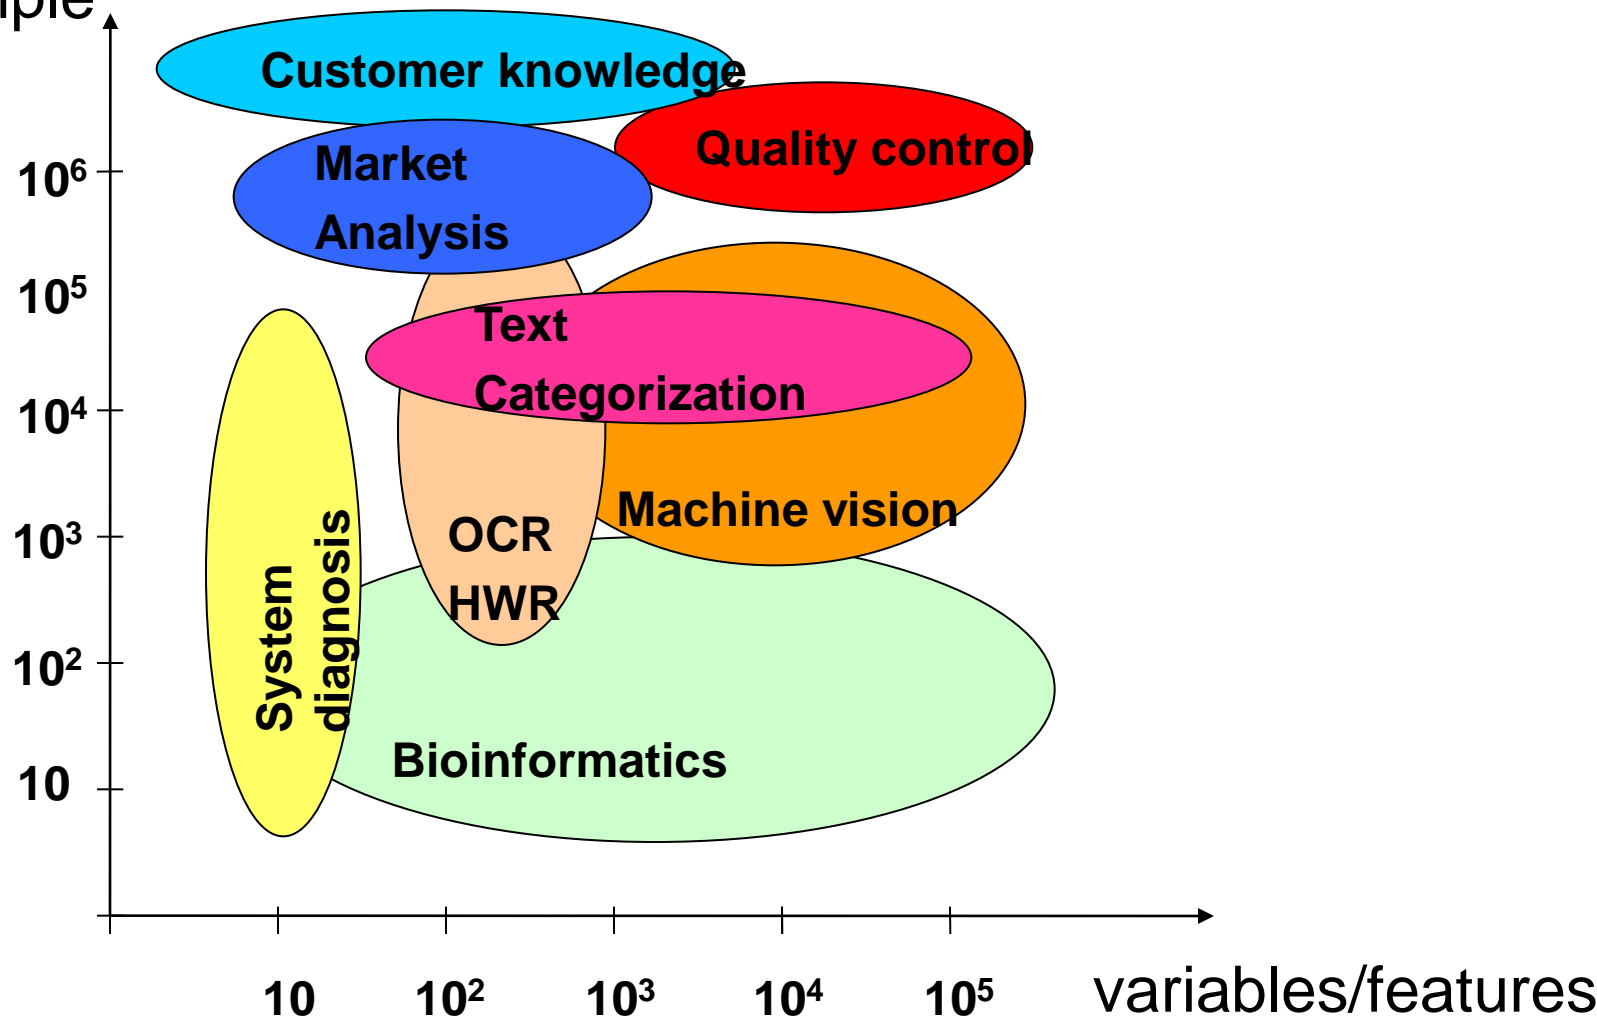 Customer knowledge
Quality control
Market
Analysis
10⁶
10⁵
Text
Categorization
10⁴
Machine vision
OCR
HWR
10³
System
diagnosis
10²
Bioinformatics
10
10
10²
10³
10⁴
10⁵
variables/features